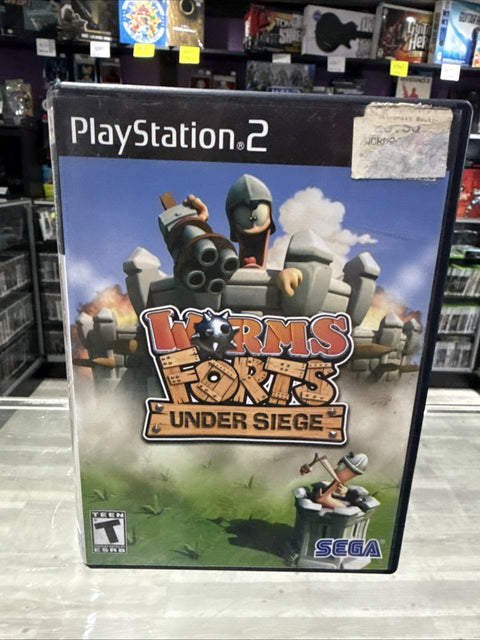 PlayStation®2
WORMS
FORTS
UNDER SIEGE
TEEN
T
ESRB
SEGA®